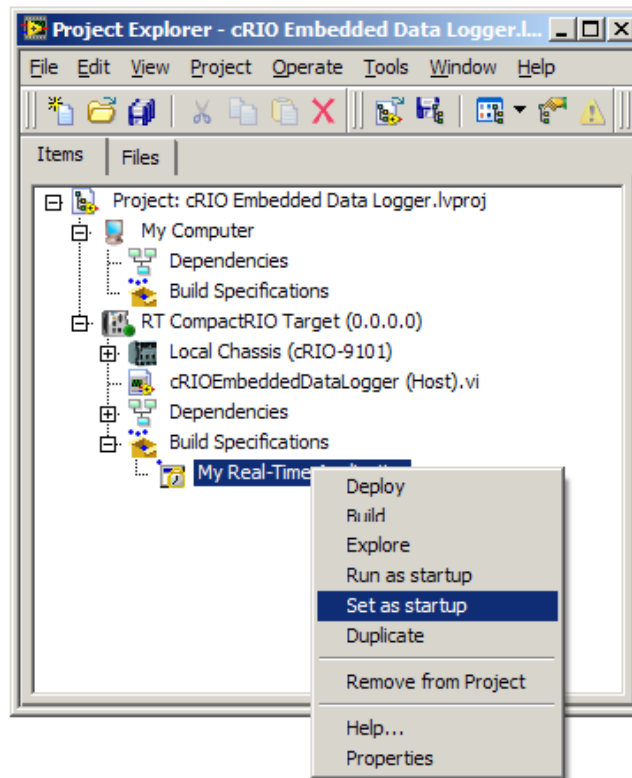 Project Explorer - cRIO Embedded Data Logger.l...
File Edit View Project Operate Tools Window Help
Items Files
Project: cRIO Embedded Data Logger.lvproj
My Computer
Dependencies
Build Specifications
RT CompactRIO Target (0.0.0.0)
Local Chassis (cRIO-9101)
cRIOEmbeddedDataLogger (Host).vi
Dependencies
Build Specifications
My Real-Time
Deploy
Build
Explore
Run as startup
Set as startup
Duplicate
Remove from Project
Help...
Properties